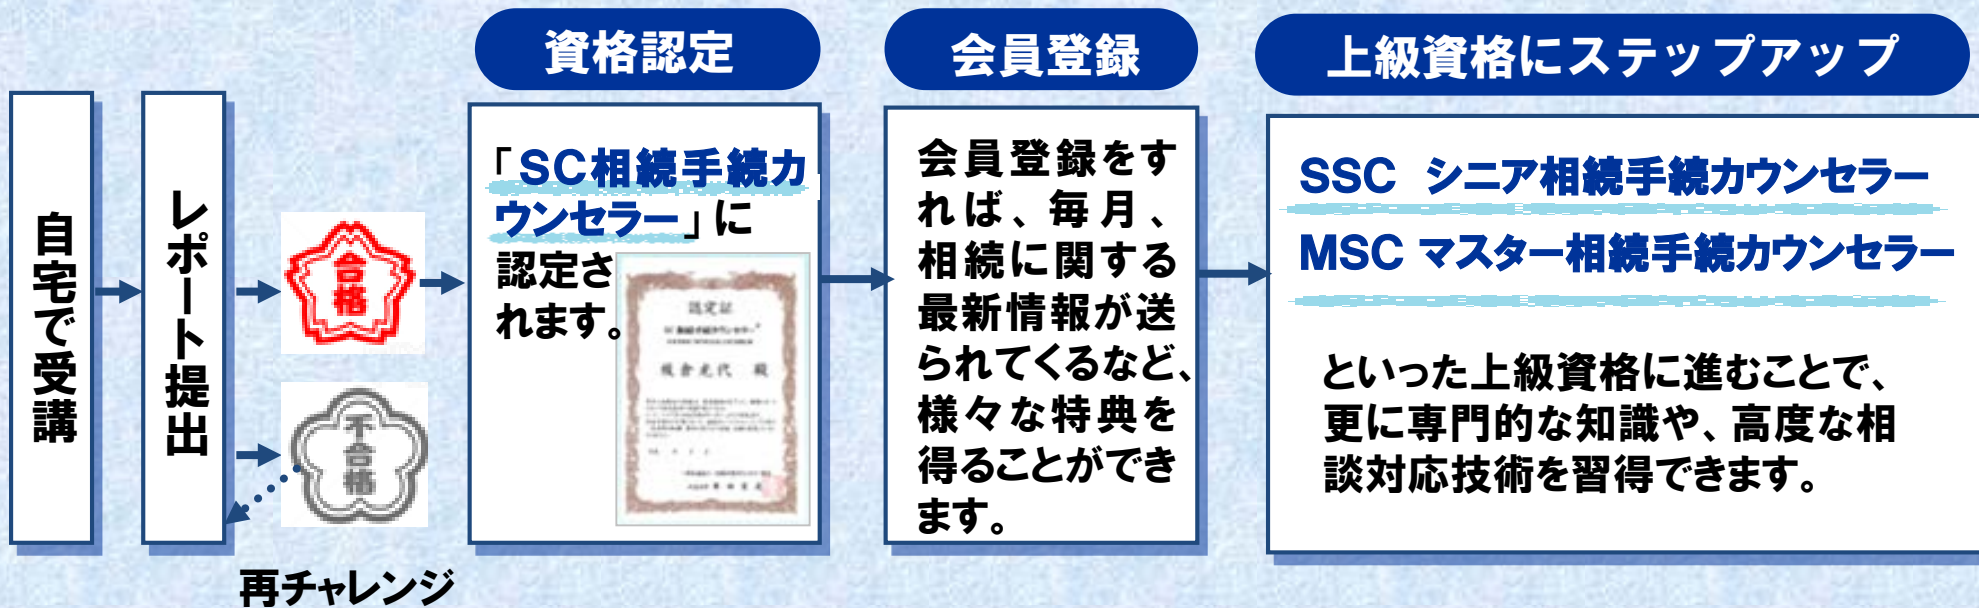 自宅で受講
レポート提出
合格
不合格
再チャレンジ
資格認定
「SC相続手続カ
ウンセラー」に
認定さ
れます。
認定証
会員登録
会員登録をす
れば、毎月、
相続に関する
最新情報が送
られてくるなど、
様々な特典を
得ることができ
ます。
上級資格にステップアップ
SSC シニア相続手続カウンセラー
MSC マスター相続手続カウンセラー
といった上級資格に進むことで、
更に専門的な知識や、高度な相
談対応技術を習得できます。